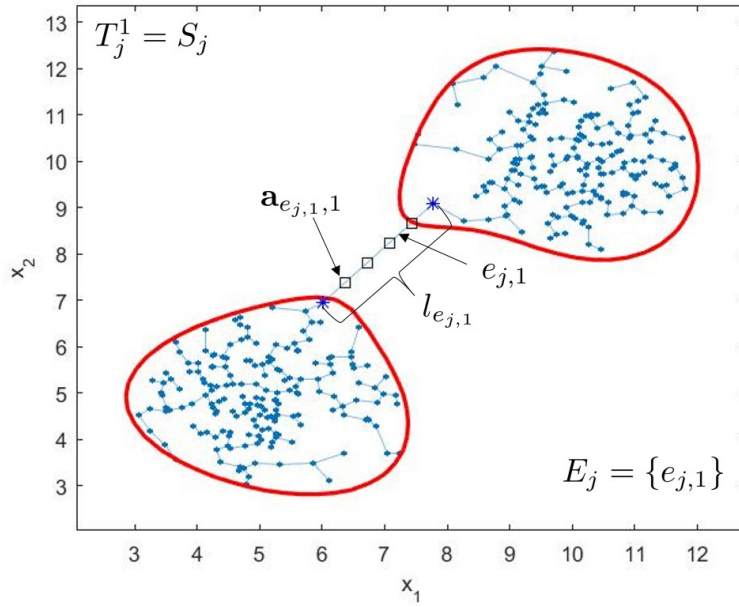 13
T_j^1 = S_j
12
11
10
9
8
7
6
5
4
3
x_2
a_{e_{j,1},1}
e_{j,1}
l_{e_{j,1}}
E_j = {e_{j,1}}
3 4 5 6 7 8 9 10 11 12
x_1